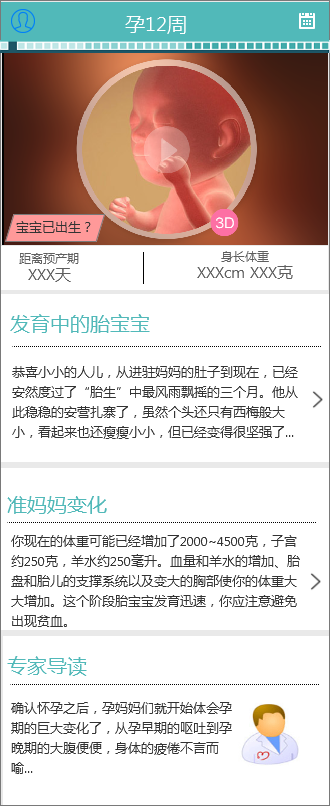 孕12周
3D
宝宝已出生？
距斋预产期
身长体重
XXX天
XXXcm XXX克
发育中的胎宝宝
恭喜小小的人儿，从进驻妈妈的肚子到现在，已经
安然度过了“胎生”中最风雨飘摇的三个月。他从
此稳稳的安营扎寨了，虽然个头还只有西梅般大
小，看起来也还瘦瘦小小，但已经变得很坚强了...
准妈妈变化
你现在的体重可能已经增加了2000~4500克，子宫
约250克，羊水约250毫升。血量和羊水的增加、胎
盘和胎儿的支撑系统以及变大的胸部使你的体重大
大增加。这个阶段胎宝宝发育迅速，你应注意避免
出现贫血。
专家导读
确认怀孕之后，孕妈妈们就开始体会孕
期的巨大变化了，从孕早期的呕吐到孕
晚期的大腹便便，身体的疲倦不言而
喻...